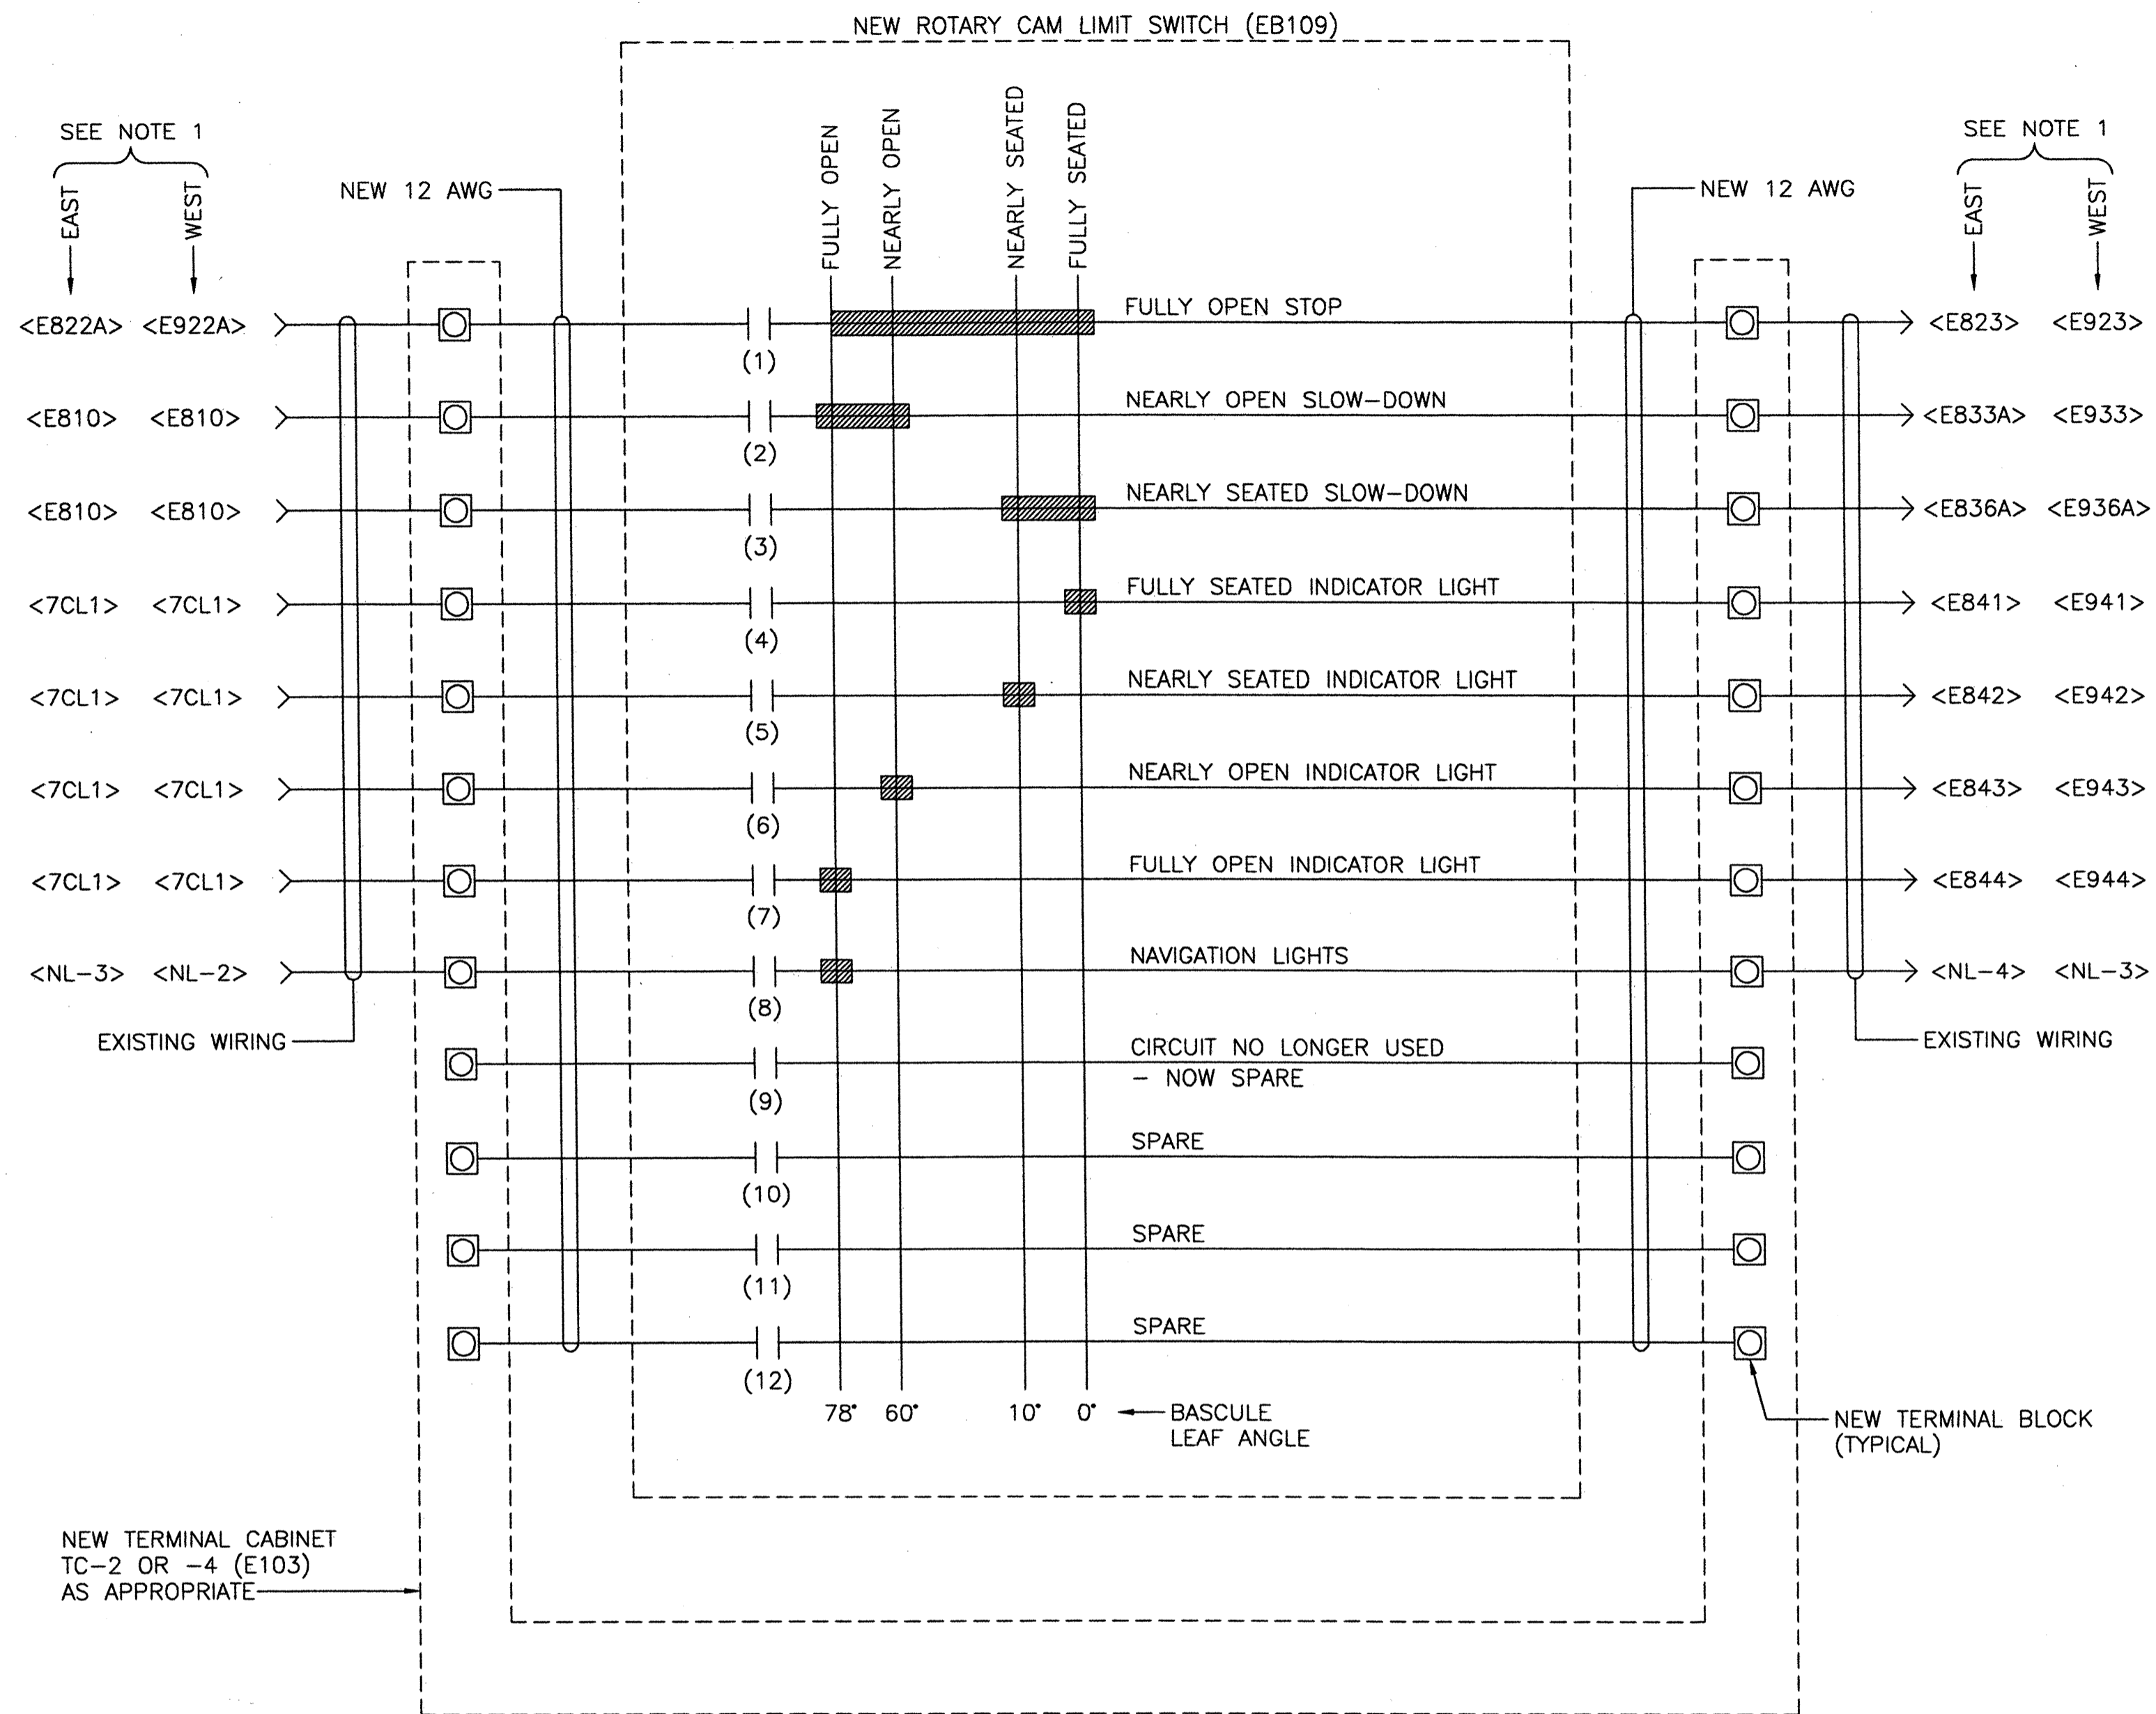 NEW ROTARY CAM LIMIT SWITCH (EB109)
SEE NOTE 1
EAST
WEST
NEW 12 AWG
FULLY OPEN
NEARLY OPEN
NEARLY SEATED
FULLY SEATED
NEW 12 AWG
SEE NOTE 1
EAST
WEST
<E822A> <E922A> (1) FULLY OPEN STOP <E823> <E923>
<E810> <E810> (2) NEARLY OPEN SLOW-DOWN <E833A> <E933>
<E810> <E810> (3) NEARLY SEATED SLOW-DOWN <E836A> <E936A>
<7CL1> <7CL1> (4) FULLY SEATED INDICATOR LIGHT <E841> <E941>
<7CL1> <7CL1> (5) NEARLY SEATED INDICATOR LIGHT <E842> <E942>
<7CL1> <7CL1> (6) NEARLY OPEN INDICATOR LIGHT <E843> <E943>
<7CL1> <7CL1> (7) FULLY OPEN INDICATOR LIGHT <E844> <E944>
<NL-3> <NL-2> (8) NAVIGATION LIGHTS <NL-4> <NL-3>
EXISTING WIRING
EXISTING WIRING
(9) CIRCUIT NO LONGER USED
- NOW SPARE
(10) SPARE
(11) SPARE
(12) SPARE
78° 60° 10° 0° BASCULE
LEAF ANGLE
NEW TERMINAL BLOCK
(TYPICAL)
NEW TERMINAL CABINET
TC-2 OR -4 (E103)
AS APPROPRIATE